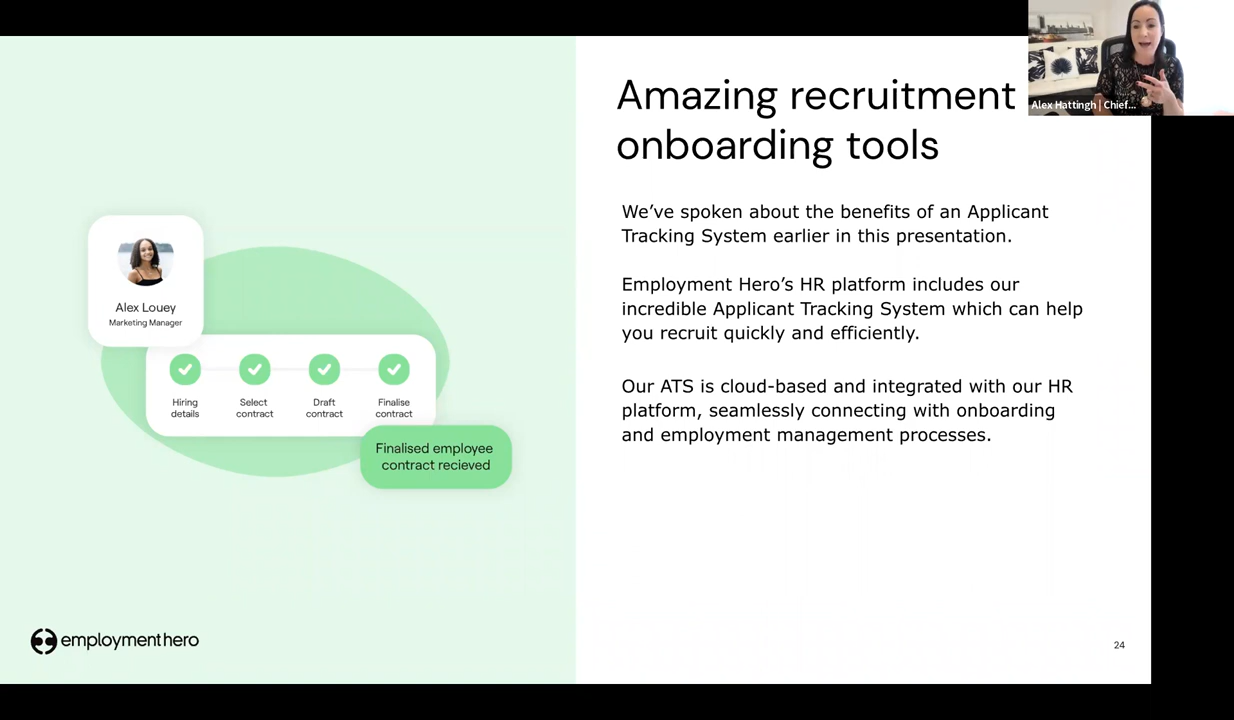 Amazing recruitment
onboarding tools
Alex Hattingh | Chief...
We’ve spoken about the benefits of an Applicant
Tracking System earlier in this presentation.
Employment Hero’s HR platform includes our
incredible Applicant Tracking System which can help
you recruit quickly and efficiently.
Our ATS is cloud-based and integrated with our HR
platform, seamlessly connecting with onboarding
and employment management processes.
Alex Louey
Marketing Manager
Hiring
details
Select
contract
Draft
contract
Finalise
contract
Finalised employee
contract recieved
employmenthero
24